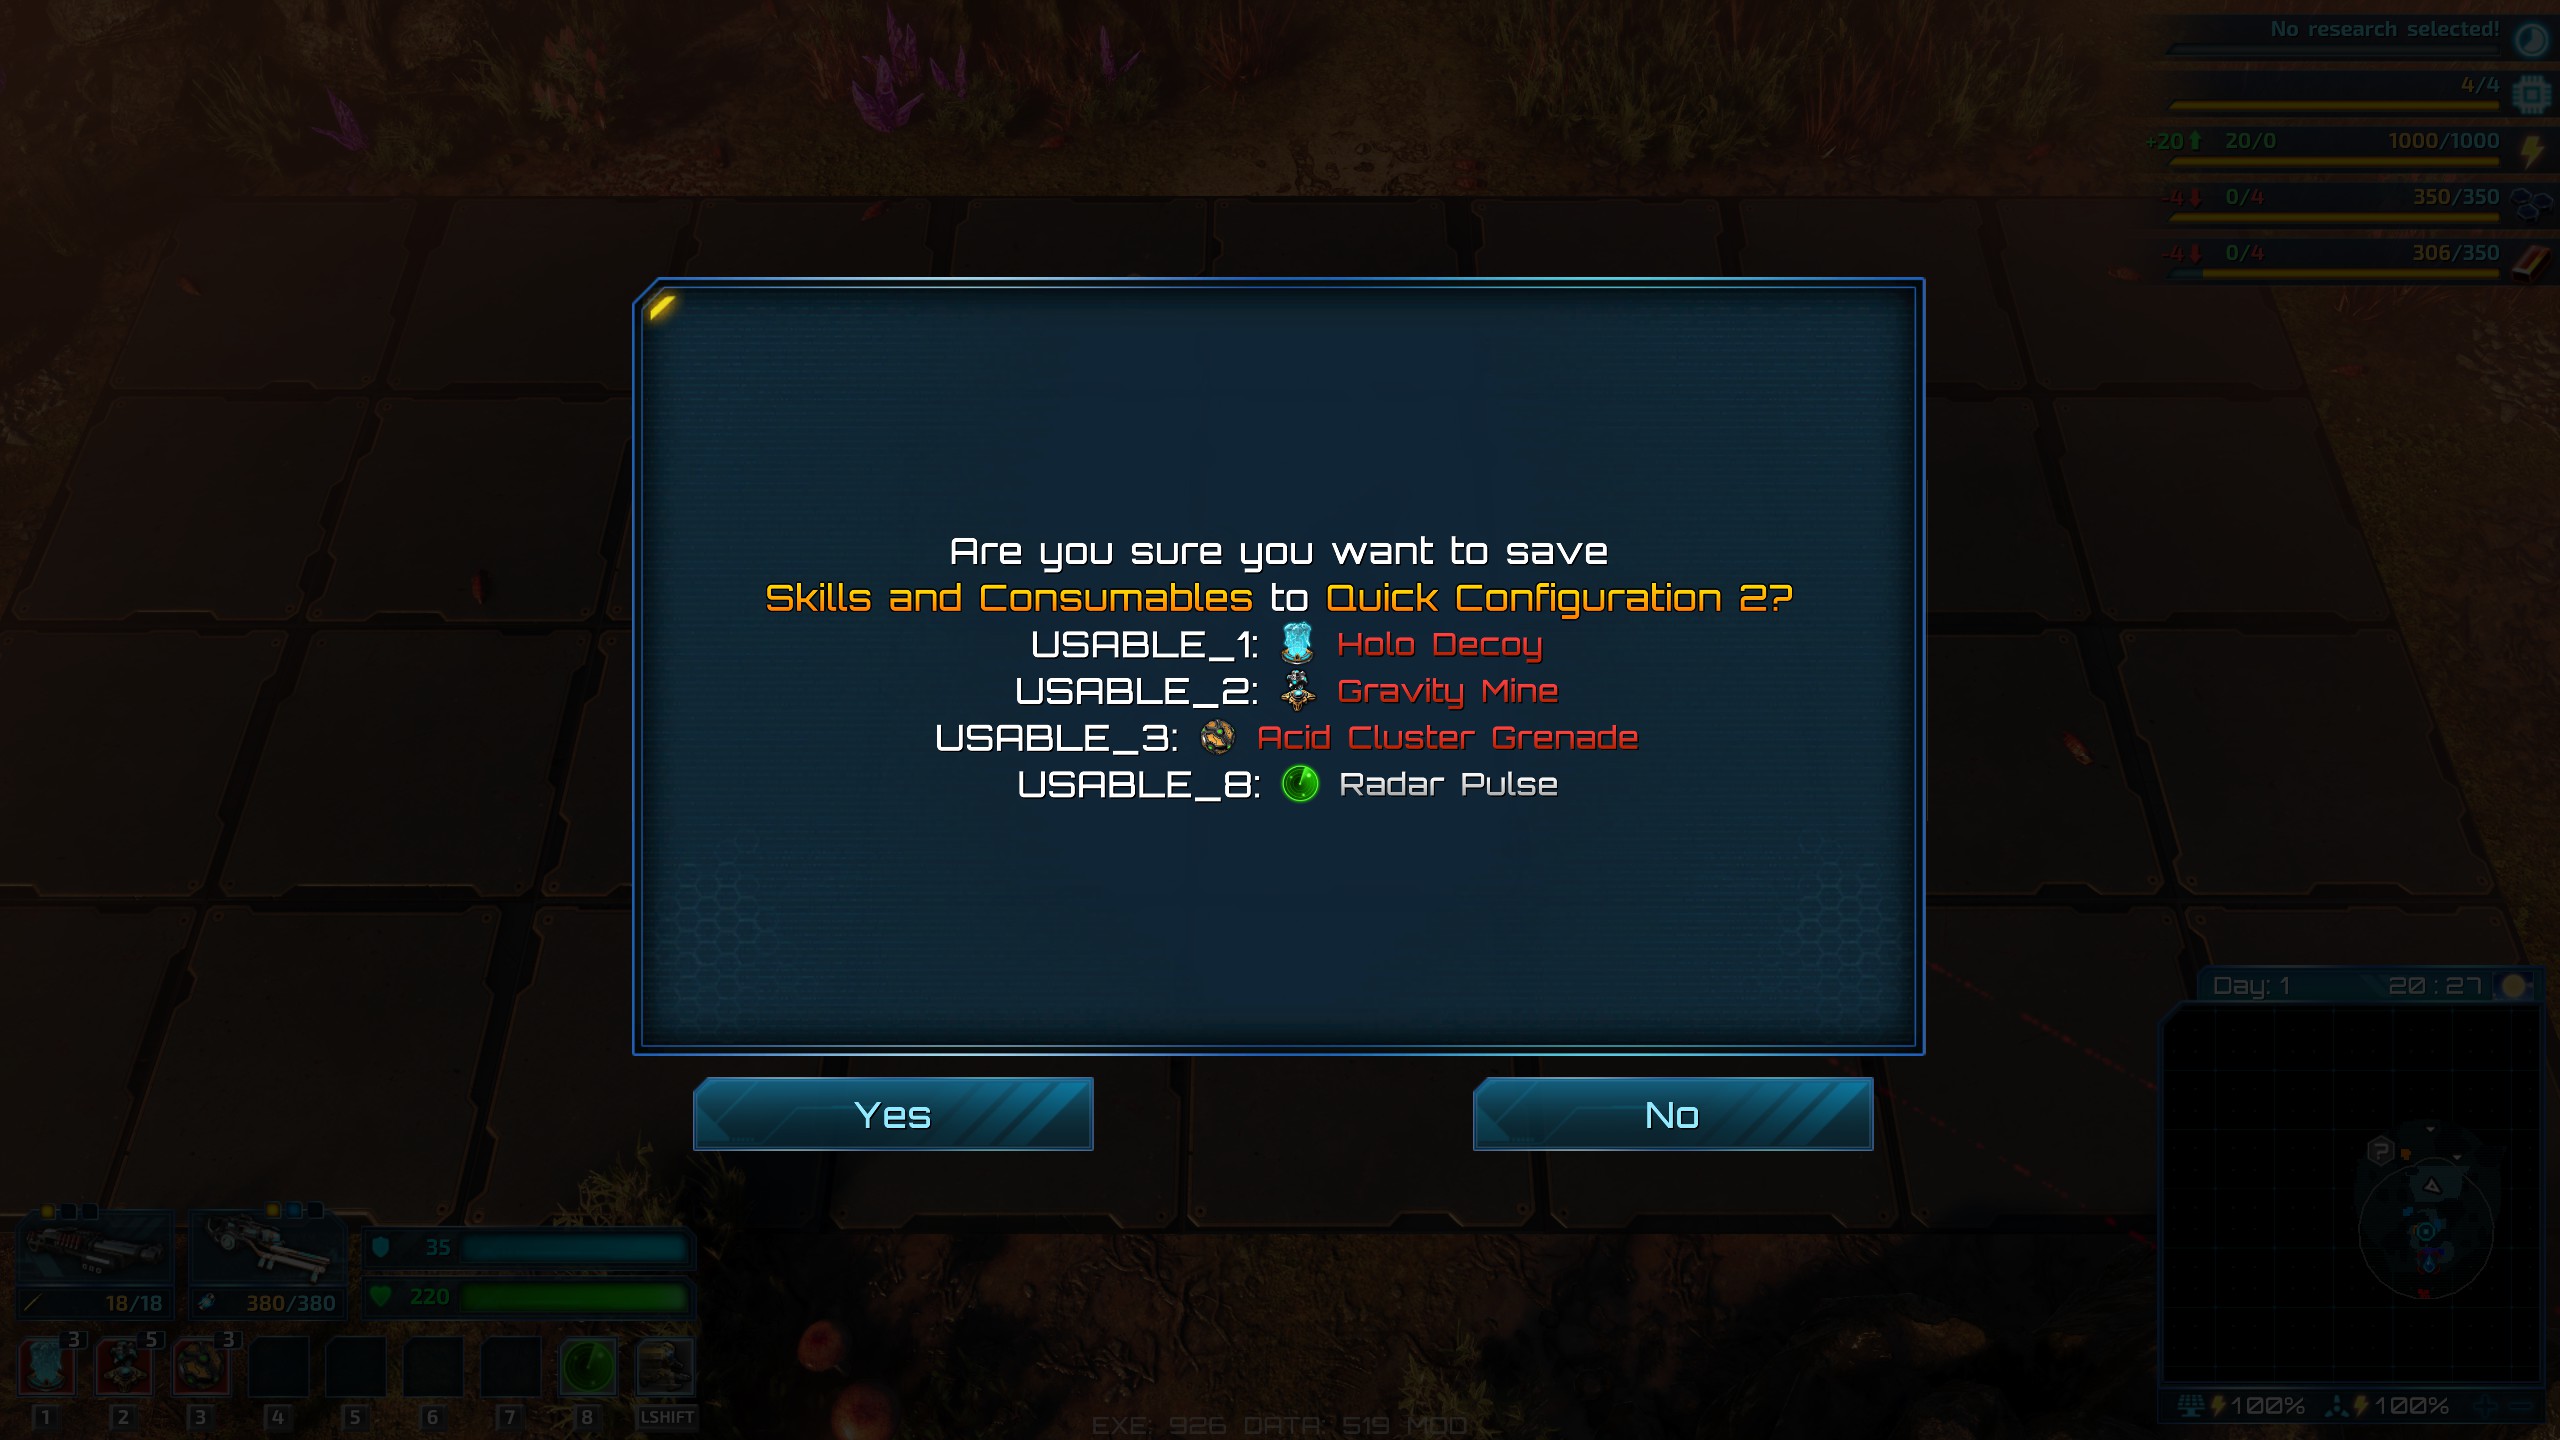 No research selected!
4/4
+20 20/0 1000/1000
-4 0/4 350/350
-4 0/4 306/350
Are you sure you want to save
Skills and Consumables to Quick Configuration 2?
USABLE_1: Holo Decoy
USABLE_2: Gravity Mine
USABLE_3: Acid Cluster Grenade
USABLE_8: Radar Pulse
Yes
No
Day: 1 20:27
?
35
220
18/18
380/380
3 5 3
1 2 3 4 5 6 7 8 LSHIFT
EXE: 926 DATA: 519 MOD
100% 100%